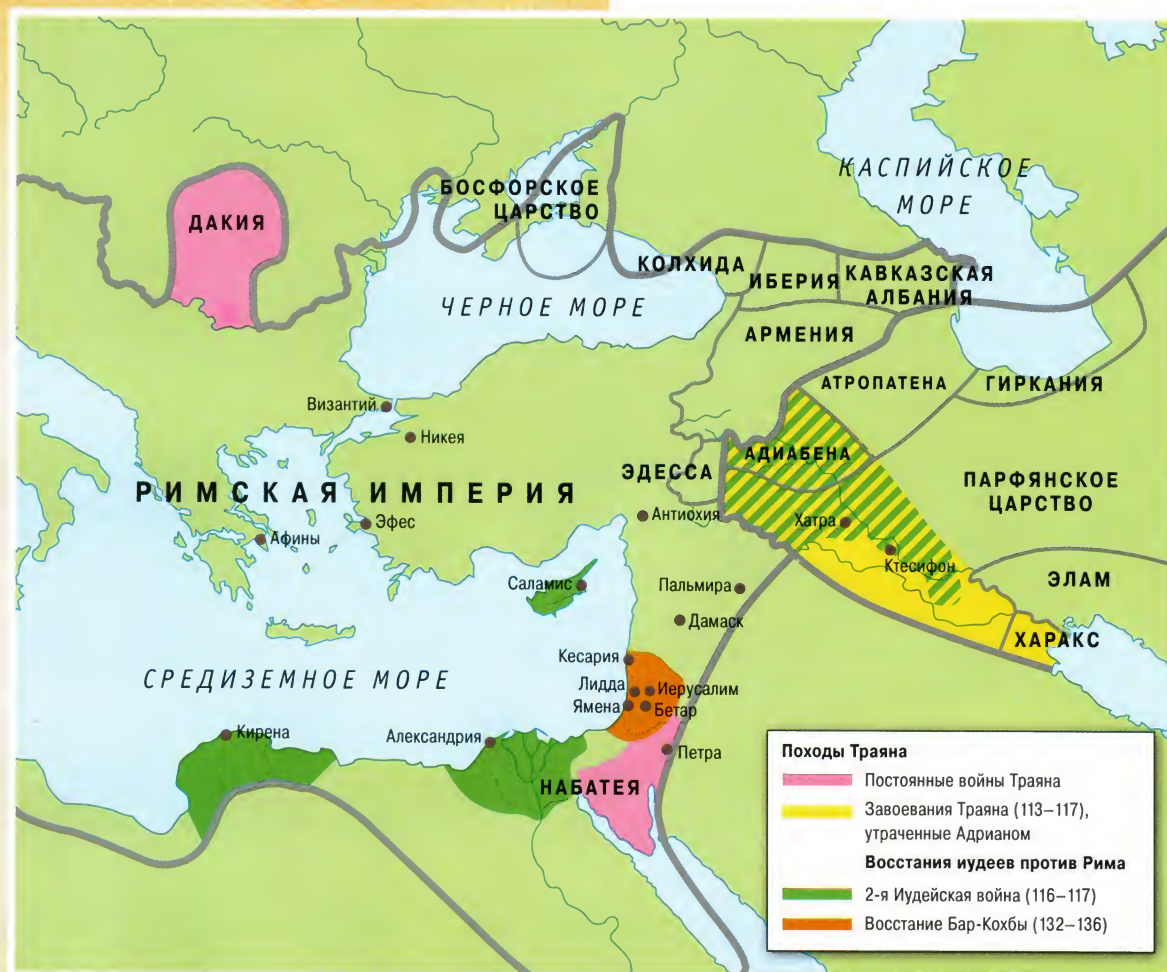 КАСПИЙСКОЕ
МОРЕ
БОСФОРСКОЕ
ЦАРСТВО
ДАКИЯ
КОЛХИДА
ИБЕРИЯ
КАВКАЗСКАЯ
АЛБАНИЯ
ЧЕРНОЕ МОРЕ
АРМЕНИЯ
АТРОПАТЕНА
ГИРКАНИЯ
Византий
Никея
АДИАБЕНА
ЭДЕССА
ПАРФЯНСКОЕ
ЦАРСТВО
РИМСКАЯ ИМПЕРИЯ
Антиохия
Хатра
Эфес
Афины
Ктесифон
ЭЛАМ
Саламис
Пальмира
Дамаск
ХАРАКС
Кесария
СРЕДИЗЕМНОЕ МОРЕ
Лидда
Иерусалим
Ямена
Бетар
Кирена
Александрия
Петра
НАБАТЕЯ
Походы Траяна
Постоянные войны Траяна
Завоевания Траяна (113–117),
утраченные Адрианом
Восстания иудеев против Рима
2-я Иудейская война (116–117)
Восстание Бар-Кохбы (132–136)